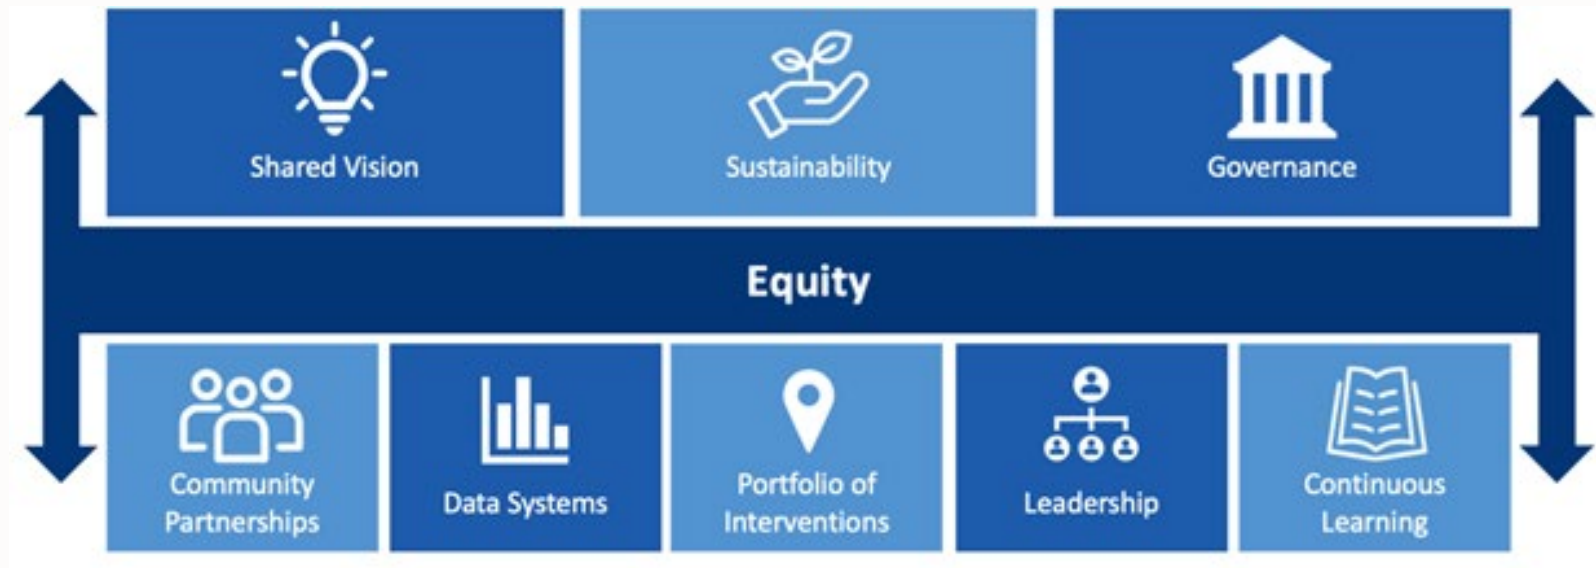 Shared Vision
Sustainability
Governance
Equity
Community
Partnerships
Data Systems
Portfolio of
Interventions
Leadership
Continuous
Learning